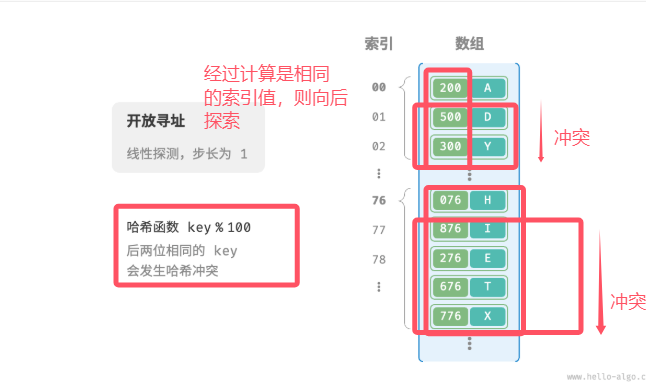 索引
数组
经过计算是相同
的索引值，则向后
探索
开放寻址
线性探测，步长为 1
哈希函数 key % 100
后两位相同的 key
会发生哈希冲突
00
200 A
01
500 D
02
300 Y
冲突
76
076 H
77
876 I
78
276 E
676 T
776 X
冲突
www.hello-algo.c